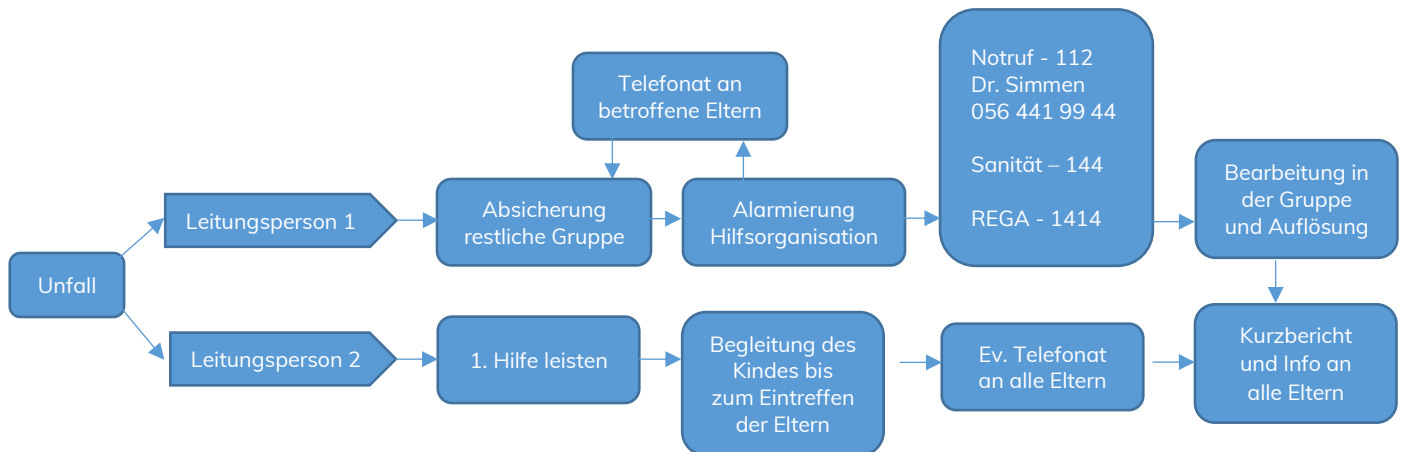 Unfall
Leitungsperson 1
Absicherung
restliche Gruppe
Telefonat an
betroffene Eltern
Alarmierung
Hilfsorganisation
Notruf - 112
Dr. Simmen
056 441 99 44
Sanität – 144
REGA - 1414
Bearbeitung in
der Gruppe
und Auflösung
Leitungsperson 2
1. Hilfe leisten
Begleitung des
Kindes bis
zum Eintreffen
der Eltern
Ev. Telefonat
an alle Eltern
Kurzbericht
und Info an
alle Eltern